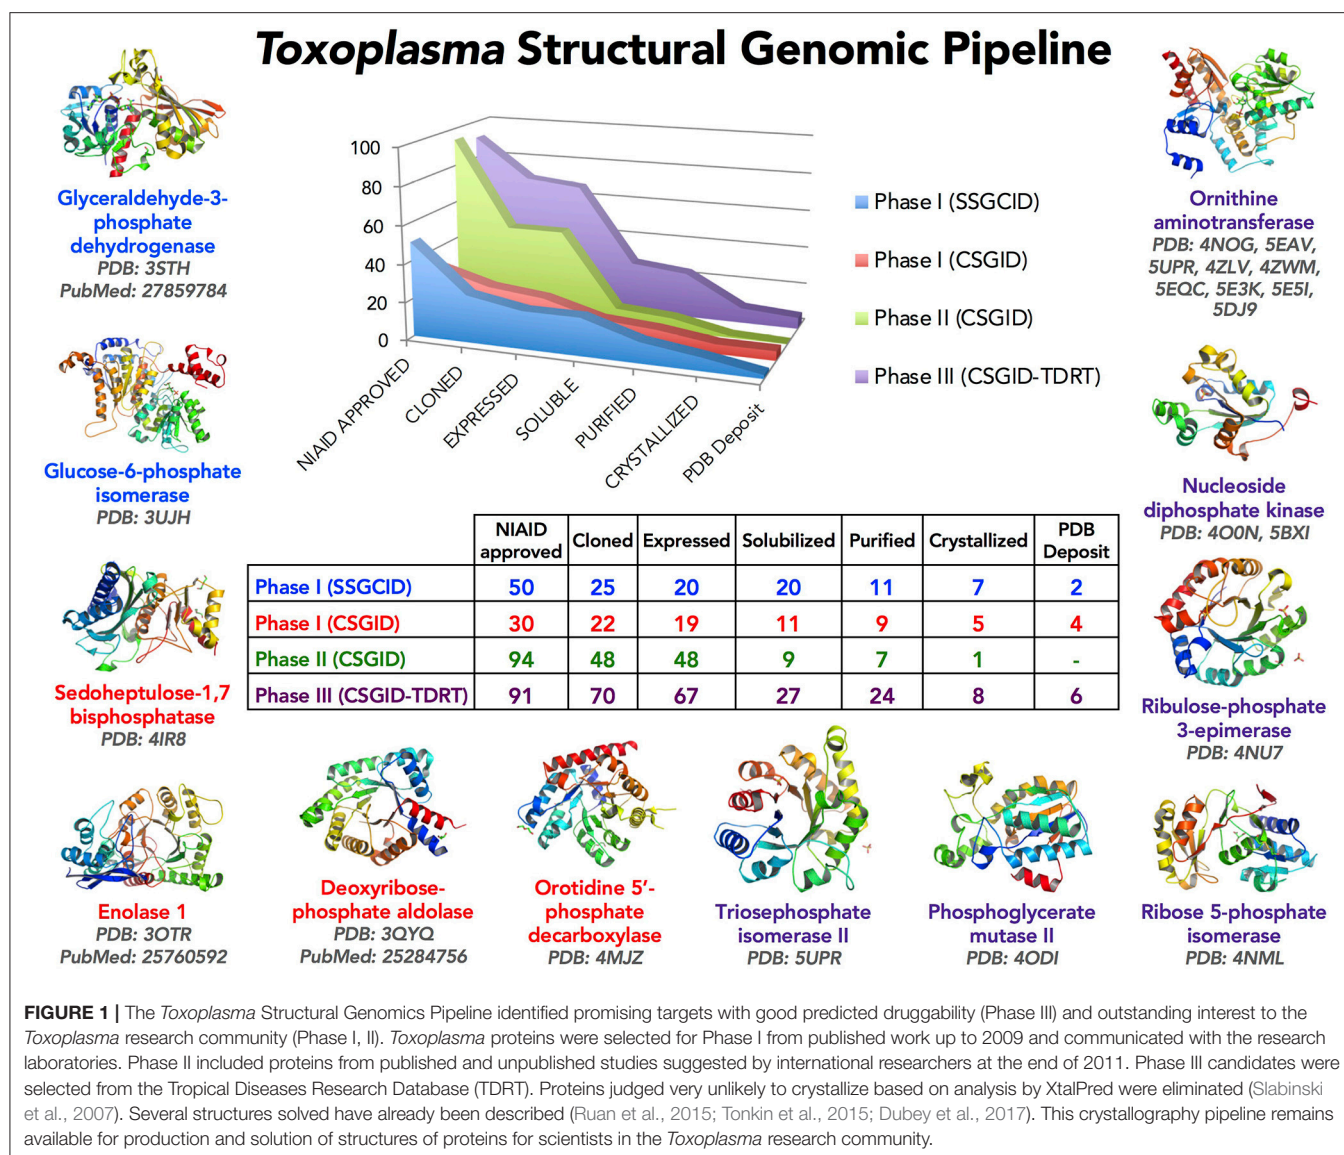 Toxoplasma Structural Genomic Pipeline
Glyceraldehyde-3-
phosphate
dehydrogenase
PDB: 3STH
PubMed: 27859784
Glucose-6-phosphate
isomerase
PDB: 3UJH
Sedoheptulose-1,7
bisphosphatase
PDB: 4IR8
Enolase 1
PDB: 3OTR
PubMed: 25760592
100
80
60
40
20
0
NIAID APPROVED
CLONED
EXPRESSED
SOLUBLE
PURIFIED
CRYSTALLIZED
PDB Deposit
Phase I (SSGCID)
Phase I (CSGID)
Phase II (CSGID)
Phase III (CSGID-TDRT)
Ornithine
aminotransferase
PDB: 4NOG, 5EAV,
5UPR, 4ZLV, 4ZWM,
5EQC, 5E3K, 5E5I,
5DJ9
Nucleoside
diphosphate kinase
PDB: 4O0N, 5BXI
Ribulose-phosphate
3-epimerase
PDB: 4NU7
Ribose 5-phosphate
isomerase
PDB: 4NML
NIAID approved Cloned Expressed Solubilized Purified Crystallized PDB Deposit
Phase I (SSGCID) 50 25 20 20 11 7 2
Phase I (CSGID) 30 22 19 11 9 5 4
Phase II (CSGID) 94 48 48 9 7 1 -
Phase III (CSGID-TDRT) 91 70 67 27 24 8 6
Deoxyribose-
phosphate aldolase
PDB: 3QYQ
PubMed: 25284756
Orotidine 5’-
phosphate
decarboxylase
PDB: 4MJZ
Triosephosphate
isomerase II
PDB: 5UPR
Phosphoglycerate
mutase II
PDB: 4ODI
FIGURE 1 | The Toxoplasma Structural Genomics Pipeline identified promising targets with good predicted druggability (Phase III) and outstanding interest to the
Toxoplasma research community (Phase I, II). Toxoplasma proteins were selected for Phase I from published work up to 2009 and communicated with the research
laboratories. Phase II included proteins from published and unpublished studies suggested by international researchers at the end of 2011. Phase III candidates were
selected from the Tropical Diseases Research Database (TDRT). Proteins judged very unlikely to crystallize based on analysis by XtalPred were eliminated (Slabinski
et al., 2007). Several structures solved have already been described (Ruan et al., 2015; Tonkin et al., 2015; Dubey et al., 2017). This crystallography pipeline remains
available for production and solution of structures of proteins for scientists in the Toxoplasma research community.